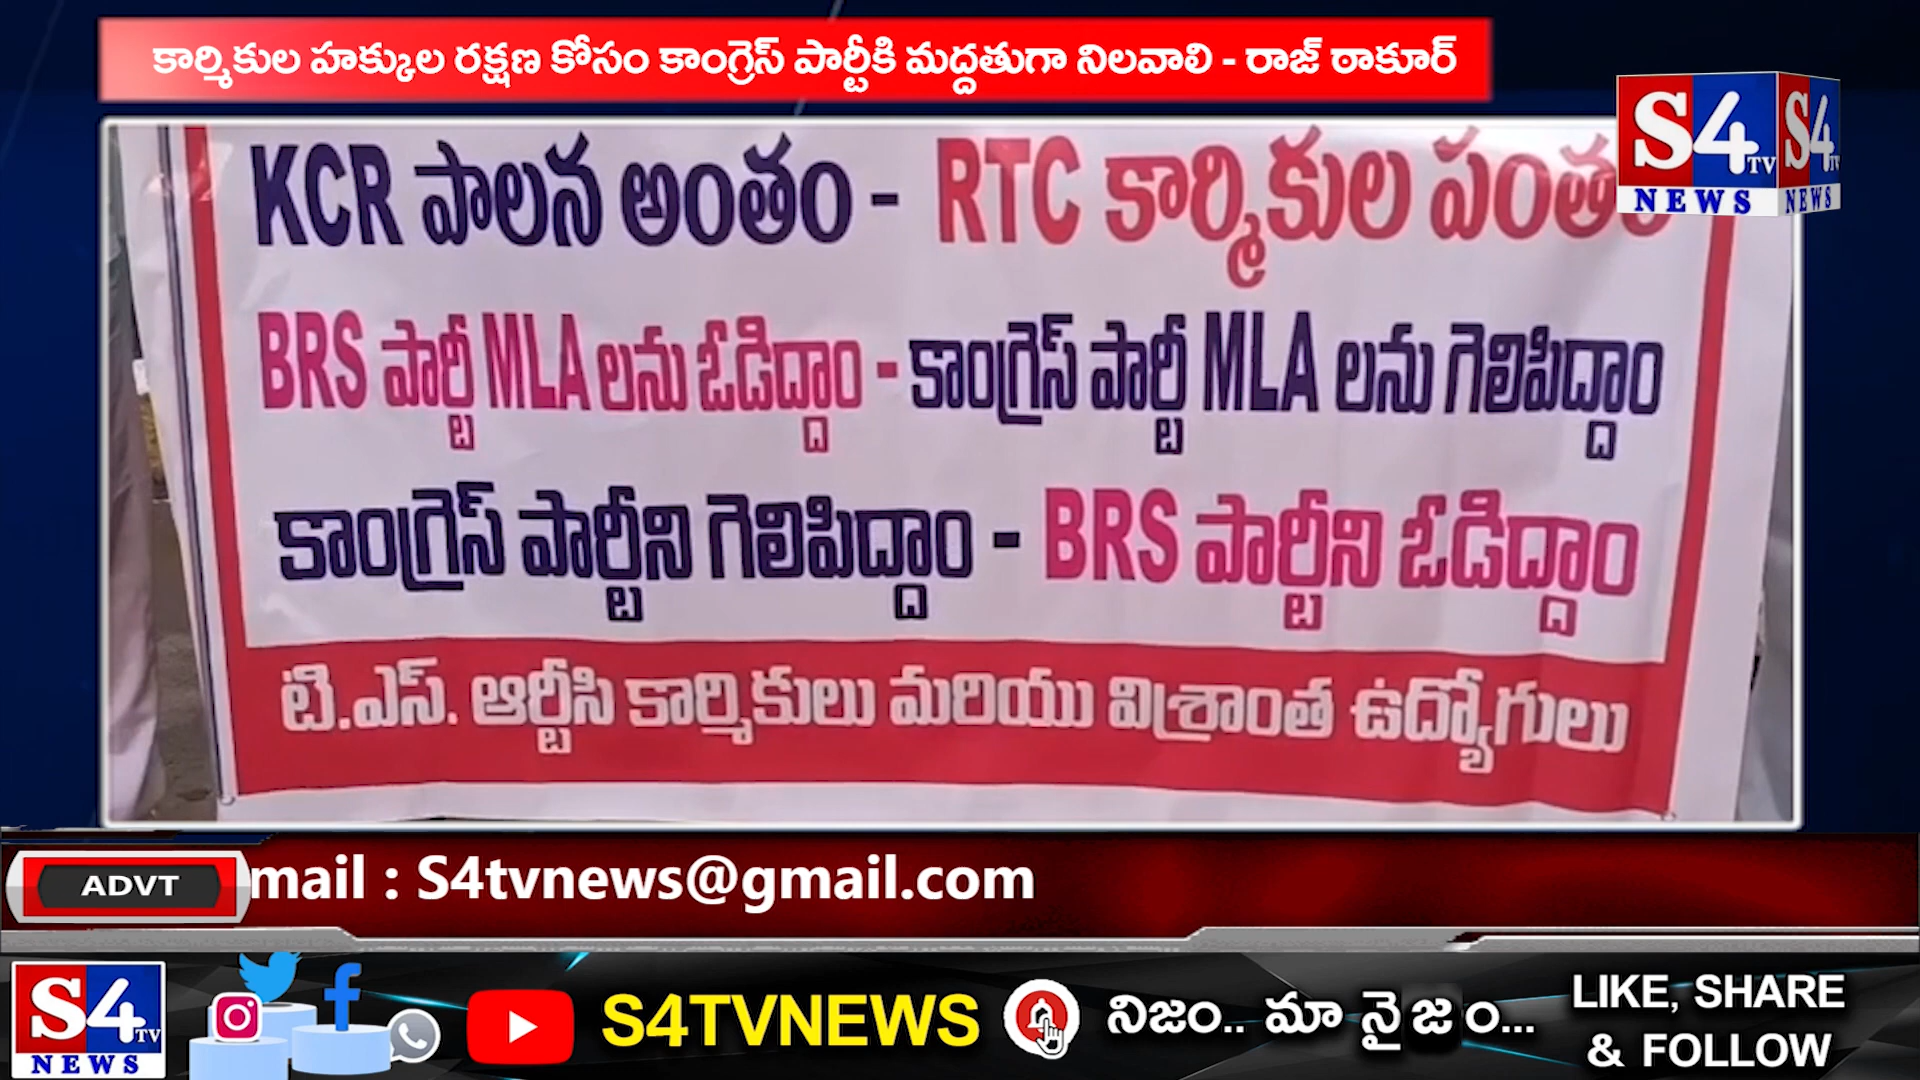 కార్మికుల హక్కుల రక్షణ కోసం కాంగ్రెస్ పార్టీకి మద్దతుగా నిలవాలి - రాజ్ ఠాకూర్
S4 TV NEWS
S4 TV NEWS
KCR పాలన అంతం - RTC కార్మికుల పంతం
BRS పార్టీ MLA లను ఓడిద్దాం - కాంగ్రెస్ పార్టీ MLA లను గెలిపిద్దాం
కాంగ్రెస్ పార్టీని గెలిపిద్దాం - BRS పార్టీని ఓడిద్దాం
టి.ఎస్. ఆర్టీసి కార్మికులు మరియు విశ్రాంత ఉద్యోగులు
ADVT mail : S4tvnews@gmail.com
S4 TV NEWS
S4TVNEWS
నిజం.. మా నైజం...
LIKE, SHARE
& FOLLOW